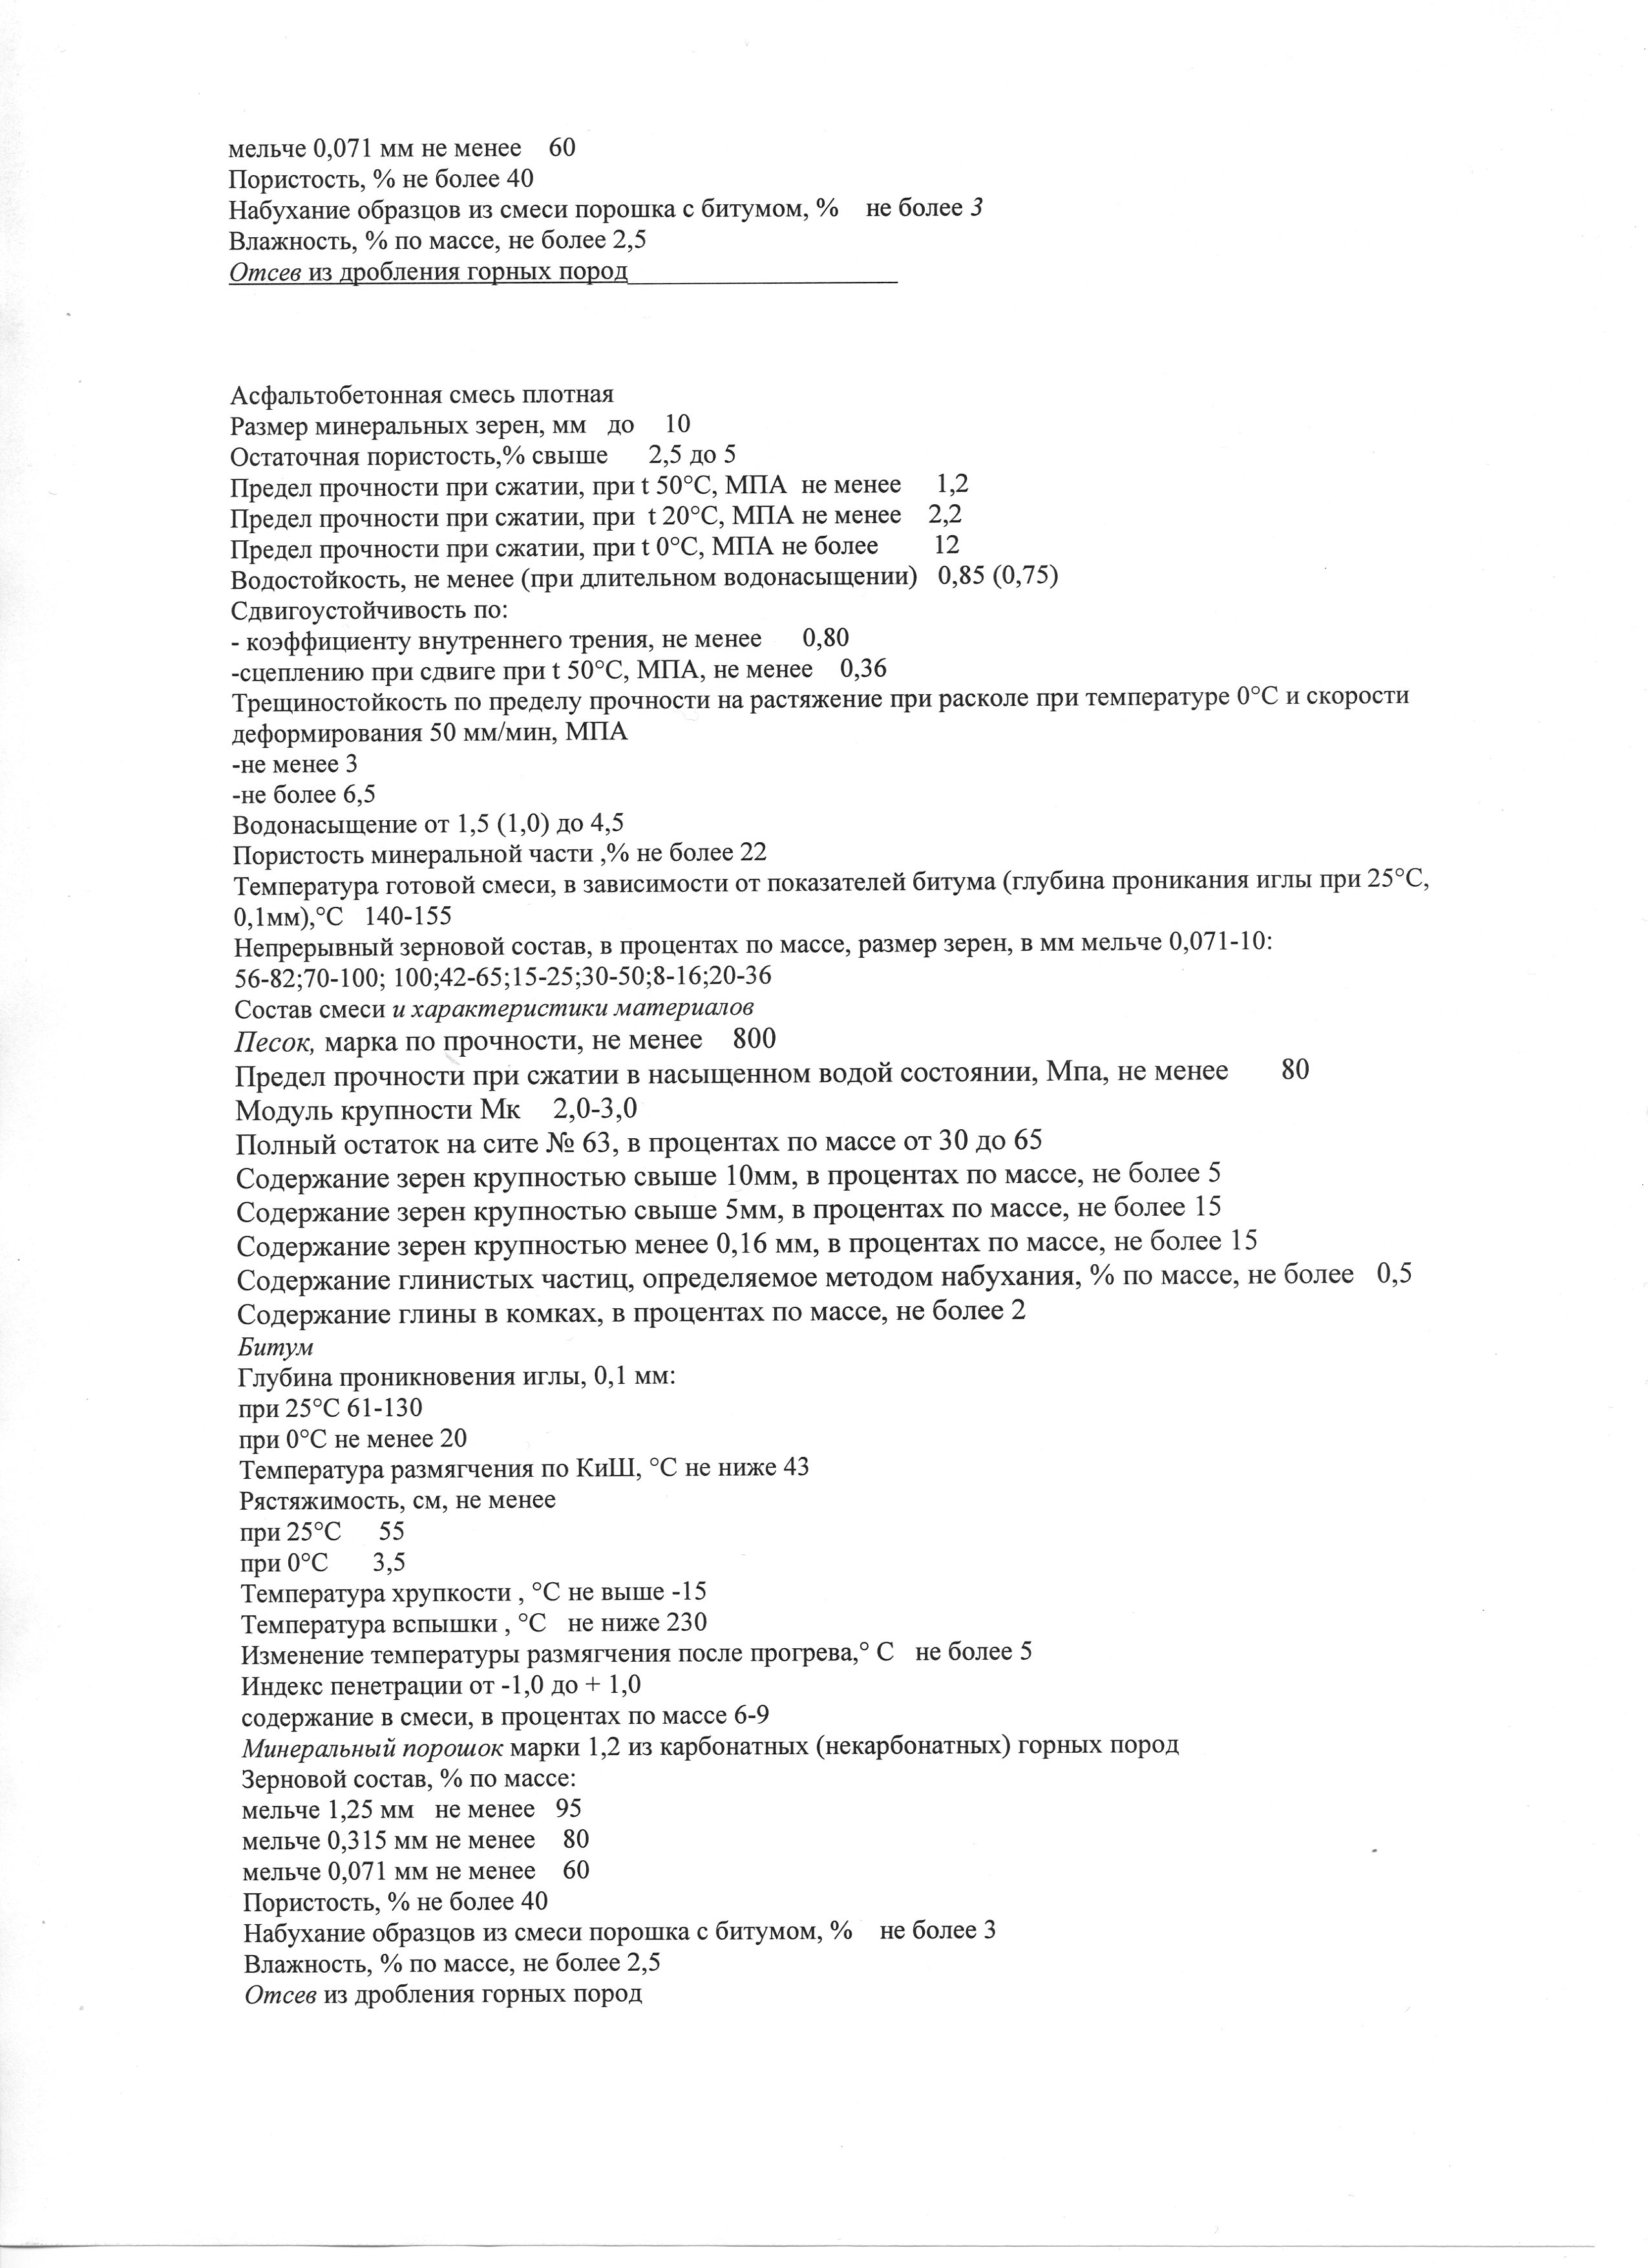 мельче 0,071 мм не менее 60
Пористость, % не более 40
Набухание образцов из смеси порошка с битумом, % не более 3
Влажность, % по массе, не более 2,5
Отсев из дробления горных пород____________________
Асфальтобетонная смесь плотная
Размер минеральных зерен, мм до 10
Остаточная пористость,% свыше 2,5 до 5
Предел прочности при сжатии, при t 50°С, МПА не менее 1,2
Предел прочности при сжатии, при t 20°С, МПА не менее 2,2
Предел прочности при сжатии, при t 0°С, МПА не более 12
Водостойкость, не менее (при длительном водонасыщении) 0,85 (0,75)
Сдвигоустойчивость по:
- коэффициенту внутреннего трения, не менее 0,80
-сцеплению при сдвиге при t 50°С, МПА, не менее 0,36
Трещиностойкость по пределу прочности на растяжение при расколе при температуре 0°С и скорости
деформирования 50 мм/мин, МПА
-не менее 3
-не более 6,5
Водонасыщение от 1,5 (1,0) до 4,5
Пористость минеральной части ,% не более 22
Температура готовой смеси, в зависимости от показателей битума (глубина проникания иглы при 25°С,
0,1мм),°С 140-155
Непрерывный зерновой состав, в процентах по массе, размер зерен, в мм мельче 0,071-10:
56-82;70-100; 100;42-65;15-25;30-50;8-16;20-36
Состав смеси и характеристики материалов
Песок, марка по прочности, не менее 800
Предел прочности при сжатии в насыщенном водой состоянии, Мпа, не менее 80
Модуль крупности Мк 2,0-3,0
Полный остаток на сите № 63, в процентах по массе от 30 до 65
Содержание зерен крупностью свыше 10мм, в процентах по массе, не более 5
Содержание зерен крупностью свыше 5мм, в процентах по массе, не более 15
Содержание зерен крупностью менее 0,16 мм, в процентах по массе, не более 15
Содержание глинистых частиц, определяемое методом набухания, % по массе, не более 0,5
Содержание глины в комках, в процентах по массе, не более 2
Битум
Глубина проникновения иглы, 0,1 мм:
при 25°С 61-130
при 0°С не менее 20
Температура размягчения по КиШ, °С не ниже 43
Рястяжимость, см, не менее
при 25°С 55
при 0°С 3,5
Температура хрупкости , °С не выше -15
Температура вспышки , °С не ниже 230
Изменение температуры размягчения после прогрева,° С не более 5
Индекс пенетрации от -1,0 до + 1,0
содержание в смеси, в процентах по массе 6-9
Минеральный порошок марки 1,2 из карбонатных (некарбонатных) горных пород
Зерновой состав, % по массе:
мельче 1,25 мм не менее 95
мельче 0,315 мм не менее 80
мельче 0,071 мм не менее 60
Пористость, % не более 40
Набухание образцов из смеси порошка с битумом, % не более 3
Влажность, % по массе, не более 2,5
Отсев из дробления горных пород